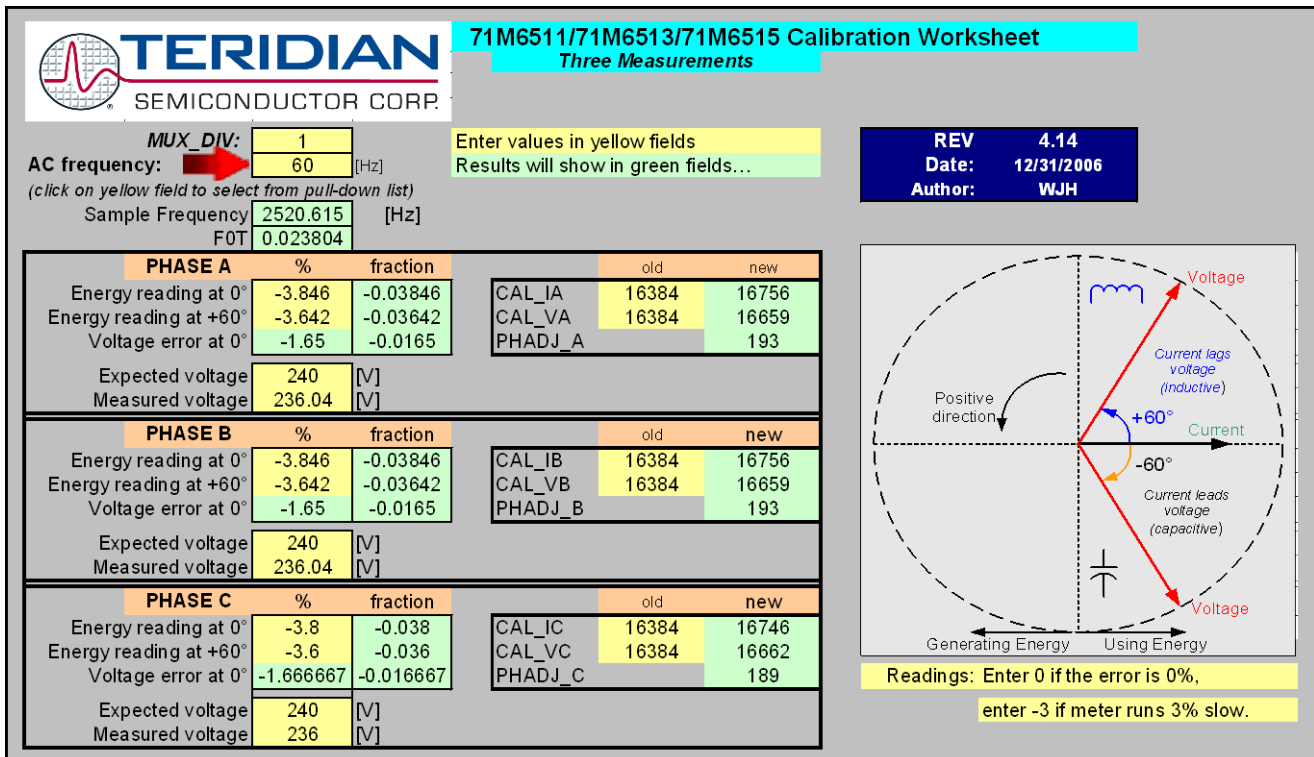 TERIDIAN
SEMICONDUCTOR CORP.
®
71M6511/71M6513/71M6515 Calibration Worksheet
Three Measurements
MUX_DIV: 1
AC frequency: 60 [Hz]
(click on yellow field to select from pull-down list)
Enter values in yellow fields
Results will show in green fields...
REV 4.14
Date: 12/31/2006
Author: WJH
Sample Frequency 2520.615 [Hz]
F0T 0.023804
PHASE A % fraction old new
Energy reading at 0° -3.846 -0.03846 CAL_IA 16384 16756
Energy reading at +60° -3.642 -0.03642 CAL_VA 16384 16659
Voltage error at 0° -1.65 -0.0165 PHADJ_A 193
Expected voltage 240 [V]
Measured voltage 236.04 [V]
PHASE B % fraction old new
Energy reading at 0° -3.846 -0.03846 CAL_IB 16384 16756
Energy reading at +60° -3.642 -0.03642 CAL_VB 16384 16659
Voltage error at 0° -1.65 -0.0165 PHADJ_B 193
Expected voltage 240 [V]
Measured voltage 236.04 [V]
PHASE C % fraction old new
Energy reading at 0° -3.8 -0.038 CAL_IC 16384 16746
Energy reading at +60° -3.6 -0.036 CAL_VC 16384 16662
Voltage error at 0° -1.666667 -0.016667 PHADJ_C 189
Expected voltage 240 [V]
Measured voltage 236 [V]
Voltage
Current lags
voltage
(inductive)
Positive
direction
+60°
Current
-60°
Current leads
voltage
(capacitive)
Voltage
Generating Energy Using Energy
Readings: Enter 0 if the error is 0%,
enter -3 if meter runs 3% slow.